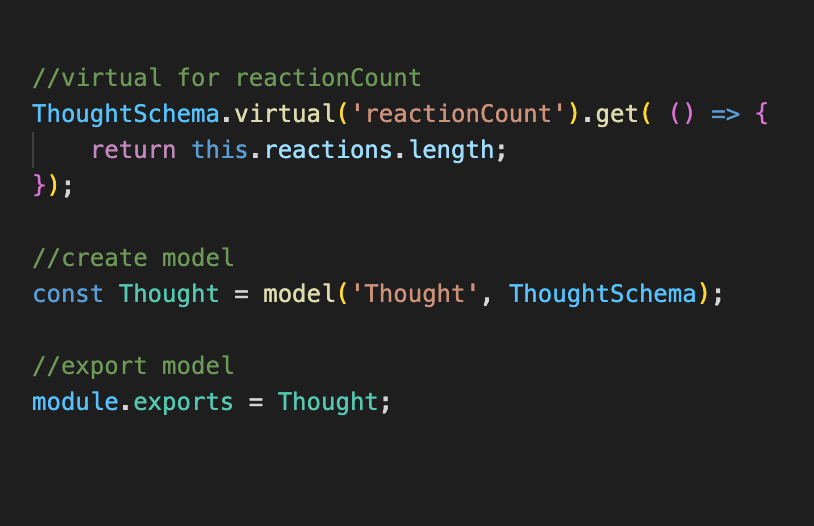 //virtual for reactionCount
ThoughtSchema.virtual('reactionCount').get( () => {
    return this.reactions.length;
});
//create model
const Thought = model('Thought', ThoughtSchema);
//export model
module.exports = Thought;